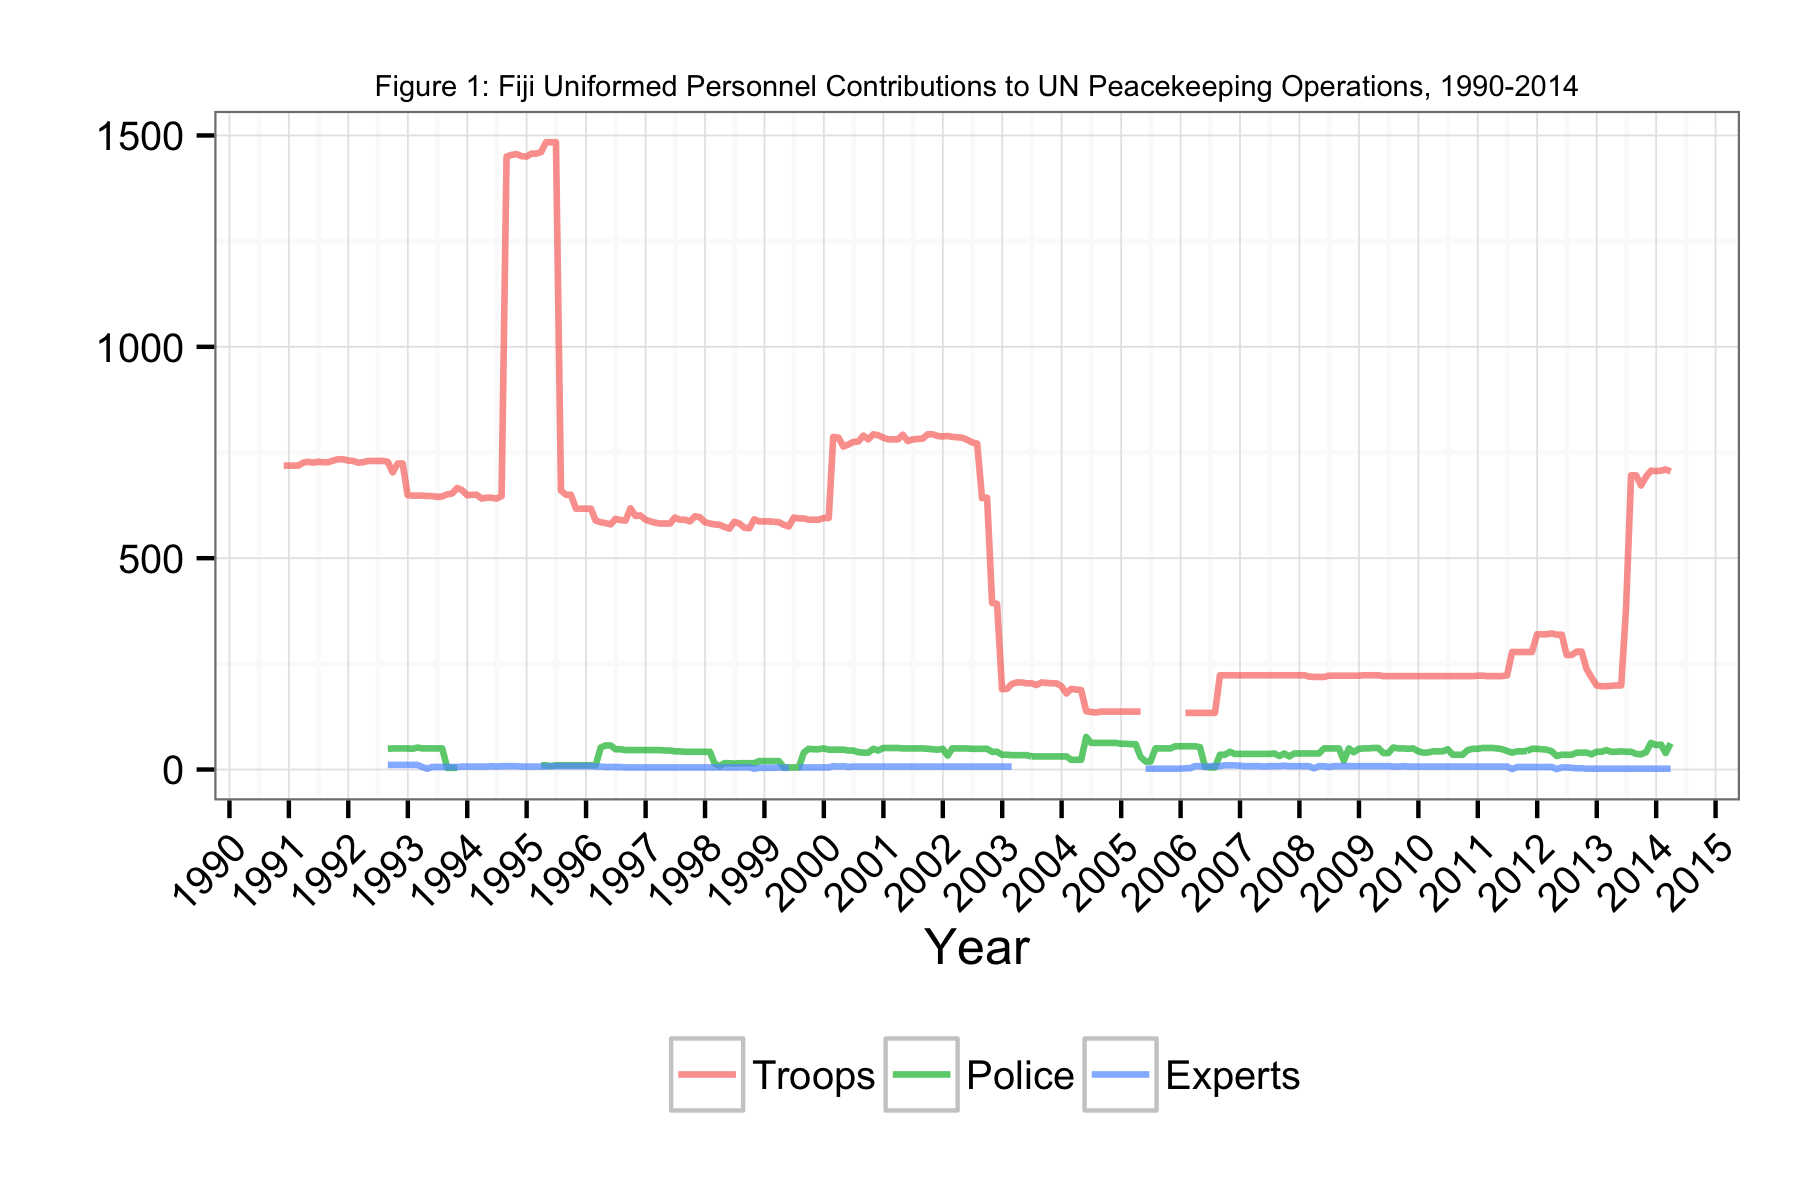 Figure 1: Fiji Uniformed Personnel Contributions to UN Peacekeeping Operations, 1990-2014
1500
1000
500
0
1990 1991 1992 1993 1994 1995 1996 1997 1998 1999 2000 2001 2002 2003 2004 2005 2006 2007 2008 2009 2010 2011 2012 2013 2014 2015
Year
Troops Police Experts